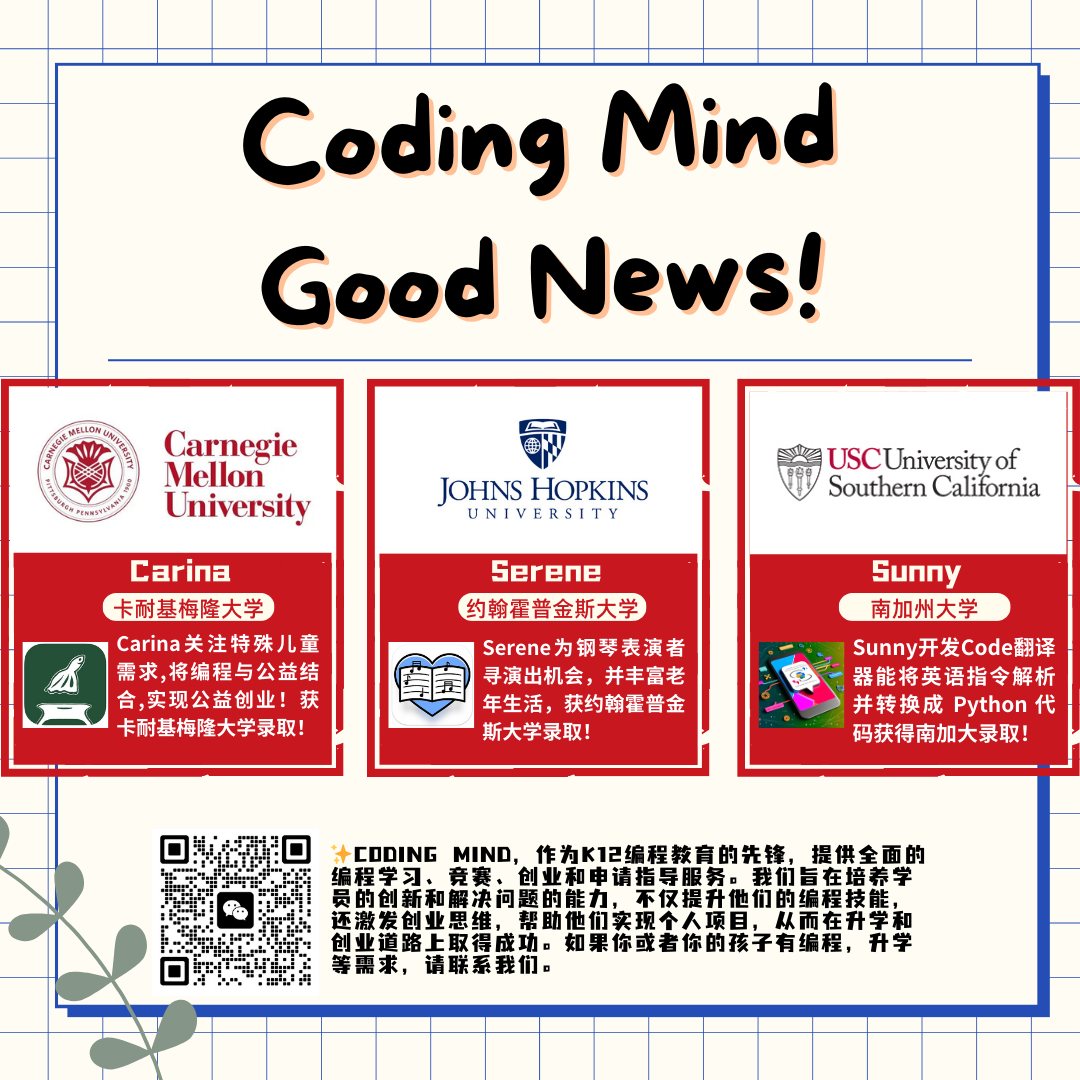 Coding Mind
Good News!
CARNEGIE MELLON UNIVERSITY
PITTSBURGH PENNSYLVANIA 1900
Carnegie
Mellon
University
Carina
卡耐基梅隆大学
Carina关注特殊儿童
需求,将编程与公益结
合,实现公益创业！获
卡耐基梅隆大学录取！
JOHNS HOPKINS
UNIVERSITY
Serene
约翰霍普金斯大学
Serene为钢琴表演者
寻演出机会，并丰富老
年生活，获约翰霍普金
斯大学录取！
USC University of
Southern California
Sunny
南加州大学
Sunny开发Code翻译
器能将英语指令解析
并转换成 Python 代
码获得南加大录取！
✨CODING MIND，作为K12编程教育的先锋，提供全面的
编程学习、竞赛、创业和申请指导服务。我们旨在培养学
员的创新和解决问题的能力，不仅提升他们的编程技能，
还激发创业思维，帮助他们实现个人项目，从而在升学和
创业道路上取得成功。如果你或者你的孩子有编程，升学
等需求，请联系我们。